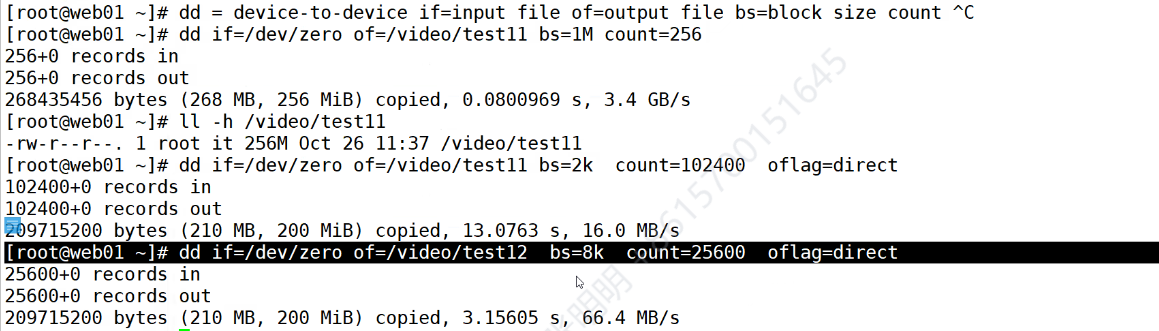 [root@web01 ~]# dd = device-to-device if=input file of=output file bs=block size count ^C
[root@web01 ~]# dd if=/dev/zero of=/video/test11 bs=1M count=256
256+0 records in
256+0 records out
268435456 bytes (268 MB, 256 MiB) copied, 0.0800969 s, 3.4 GB/s
[root@web01 ~]# ll -h /video/test11
-rw-r--r--. 1 root it 256M Oct 26 11:37 /video/test11
[root@web01 ~]# dd if=/dev/zero of=/video/test11 bs=2k  count=102400  oflag=direct
102400+0 records in
102400+0 records out
209715200 bytes (210 MB, 200 MiB) copied, 13.0763 s, 16.0 MB/s
[root@web01 ~]# dd if=/dev/zero of=/video/test12  bs=8k  count=25600  oflag=direct
25600+0 records in
25600+0 records out
209715200 bytes (210 MB, 200 MiB) copied, 3.15605 s, 66.4 MB/s